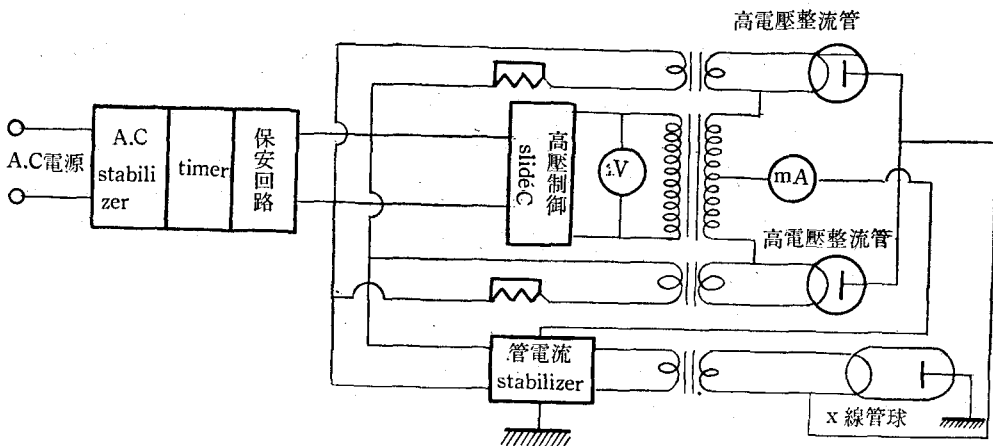 高電壓整流管
A.C電源
A.C
stabili
zer
timer
保安回路
高壓制御
slidéC
V
mA
高電壓整流管
管電流
stabilizer
x 線管球